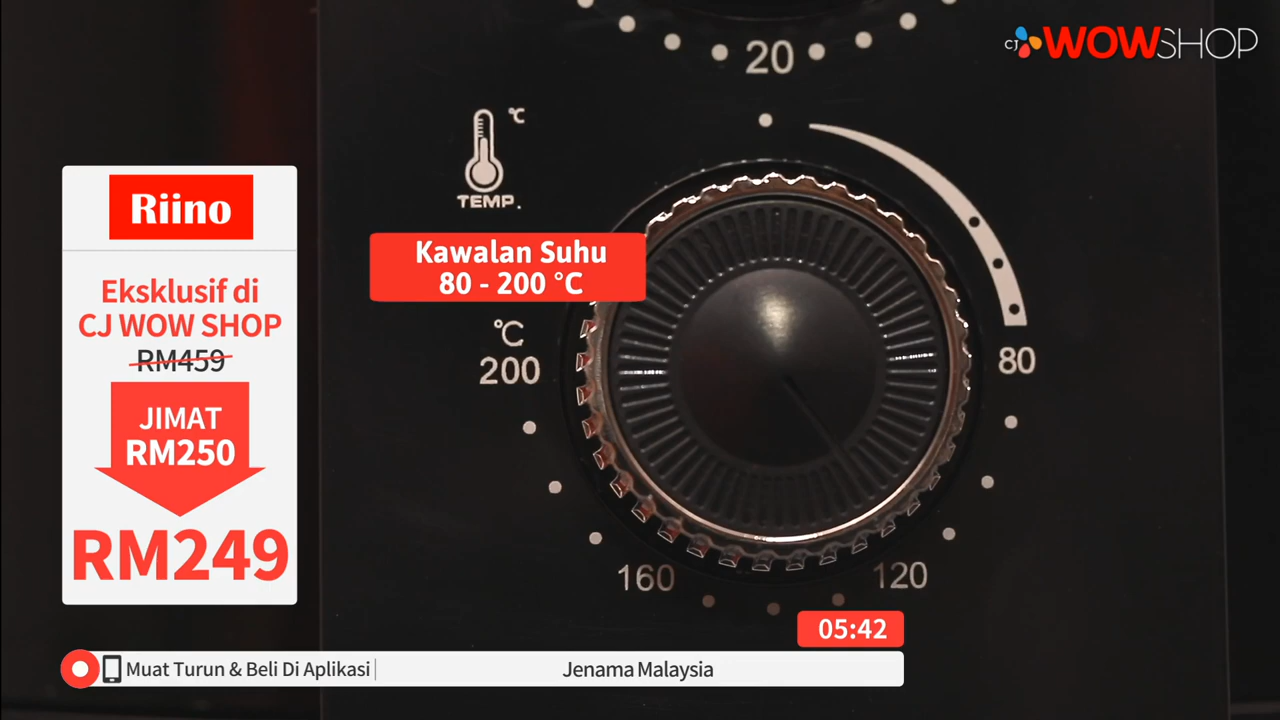 20
CJ WOWSHOP
°C
TEMP.
Riino
Eksklusif di
CJ WOW SHOP
RM459
JIMAT
RM250
RM249
Kawalan Suhu
80 - 200 °C
°C
200
80
160
120
05:42
Muat Turun & Beli Di Aplikasi
Jenama Malaysia